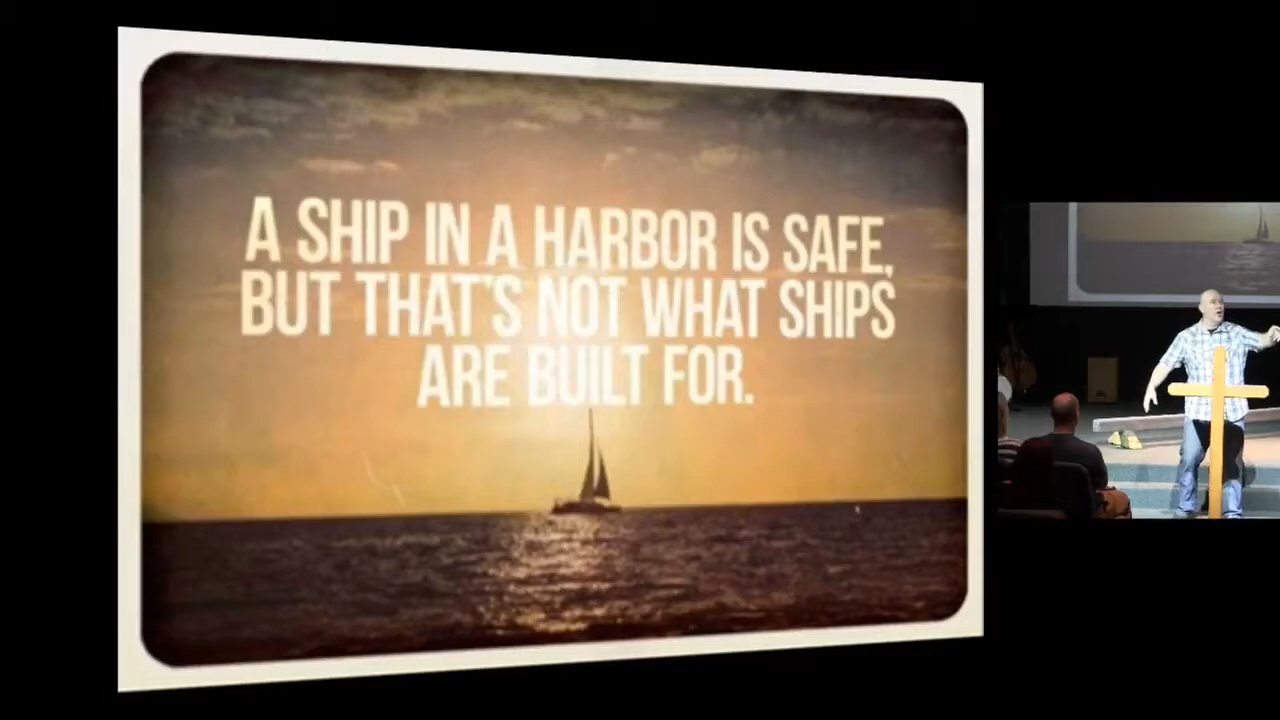 A SHIP IN A HARBOR IS SAFE,
BUT THAT'S NOT WHAT SHIPS
ARE BUILT FOR.